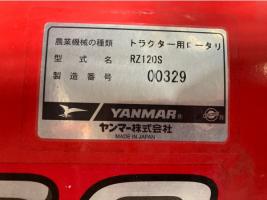 農業機械の種類 トラクター用ロータリ
型式名 RZ120S
製造番号 00329
YANMAR
ヤンマー株式会社
MADE IN JAPAN